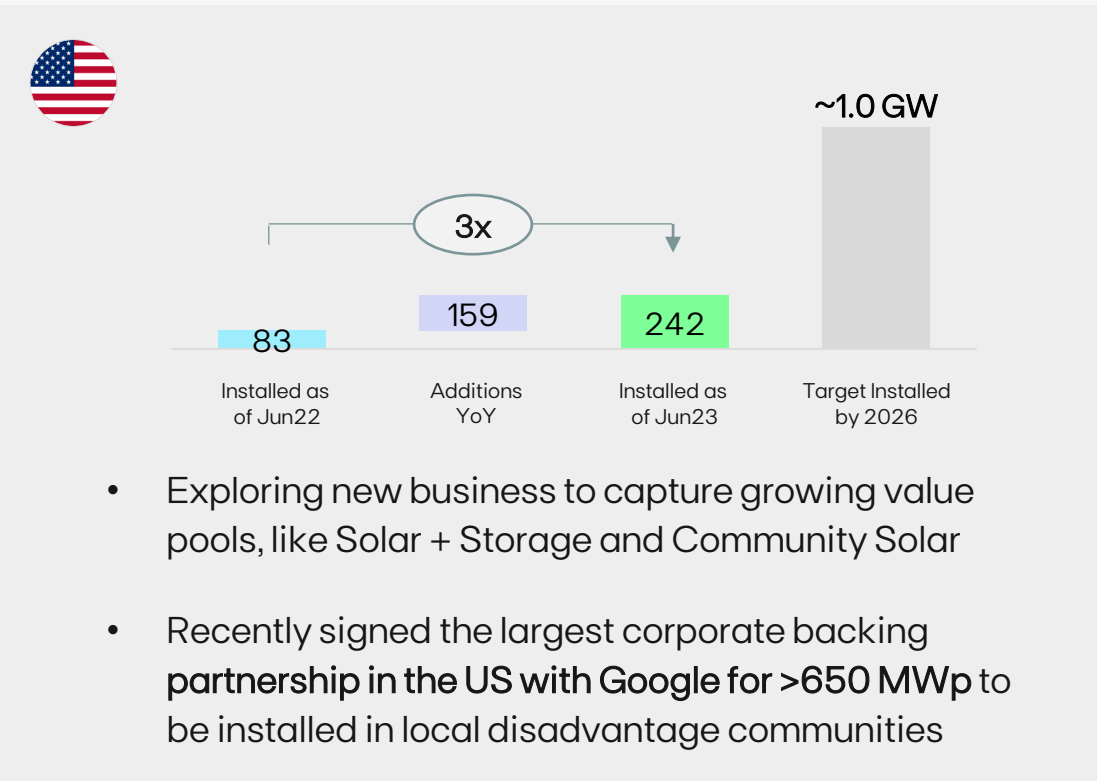 ~1.0 GW
3x
83
159
242
Installed as
of Jun22
Additions
YoY
Installed as
of Jun23
Target Installed
by 2026
• Exploring new business to capture growing value
pools, like Solar + Storage and Community Solar
• Recently signed the largest corporate backing
partnership in the US with Google for >650 MWp to
be installed in local disadvantage communities